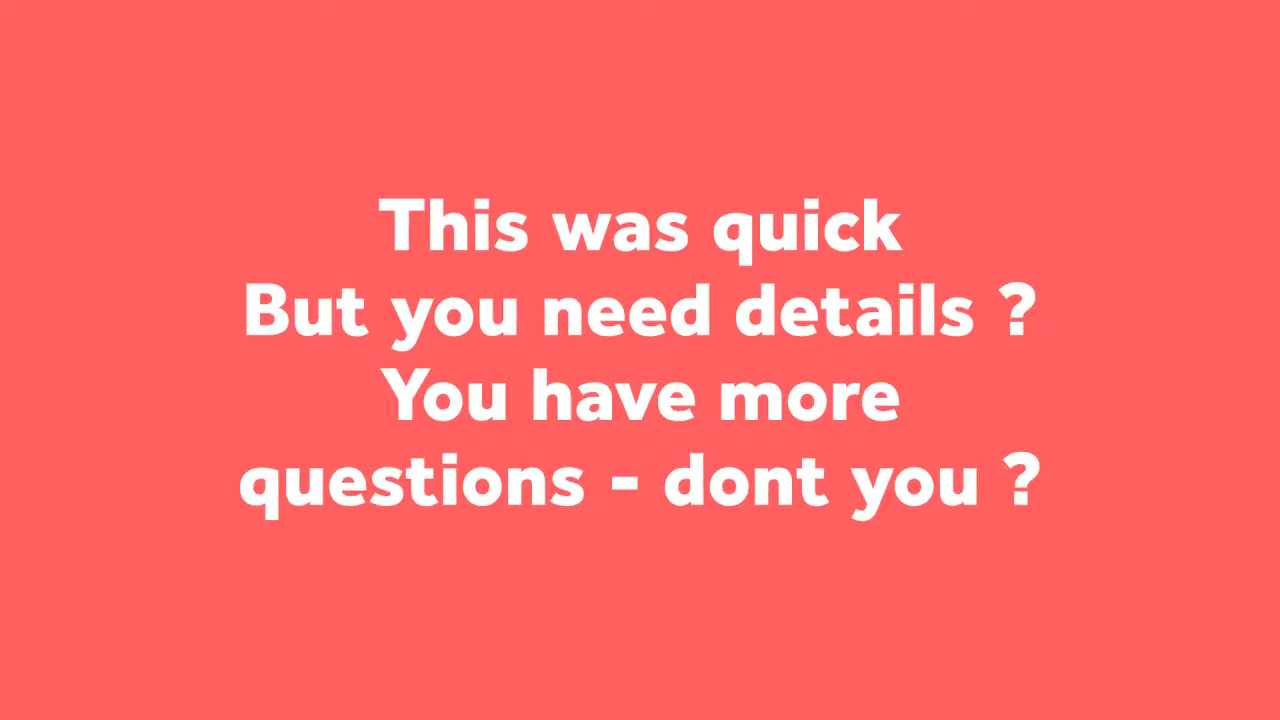 This was quick
But you need details ?
You have more
questions - dont you ?